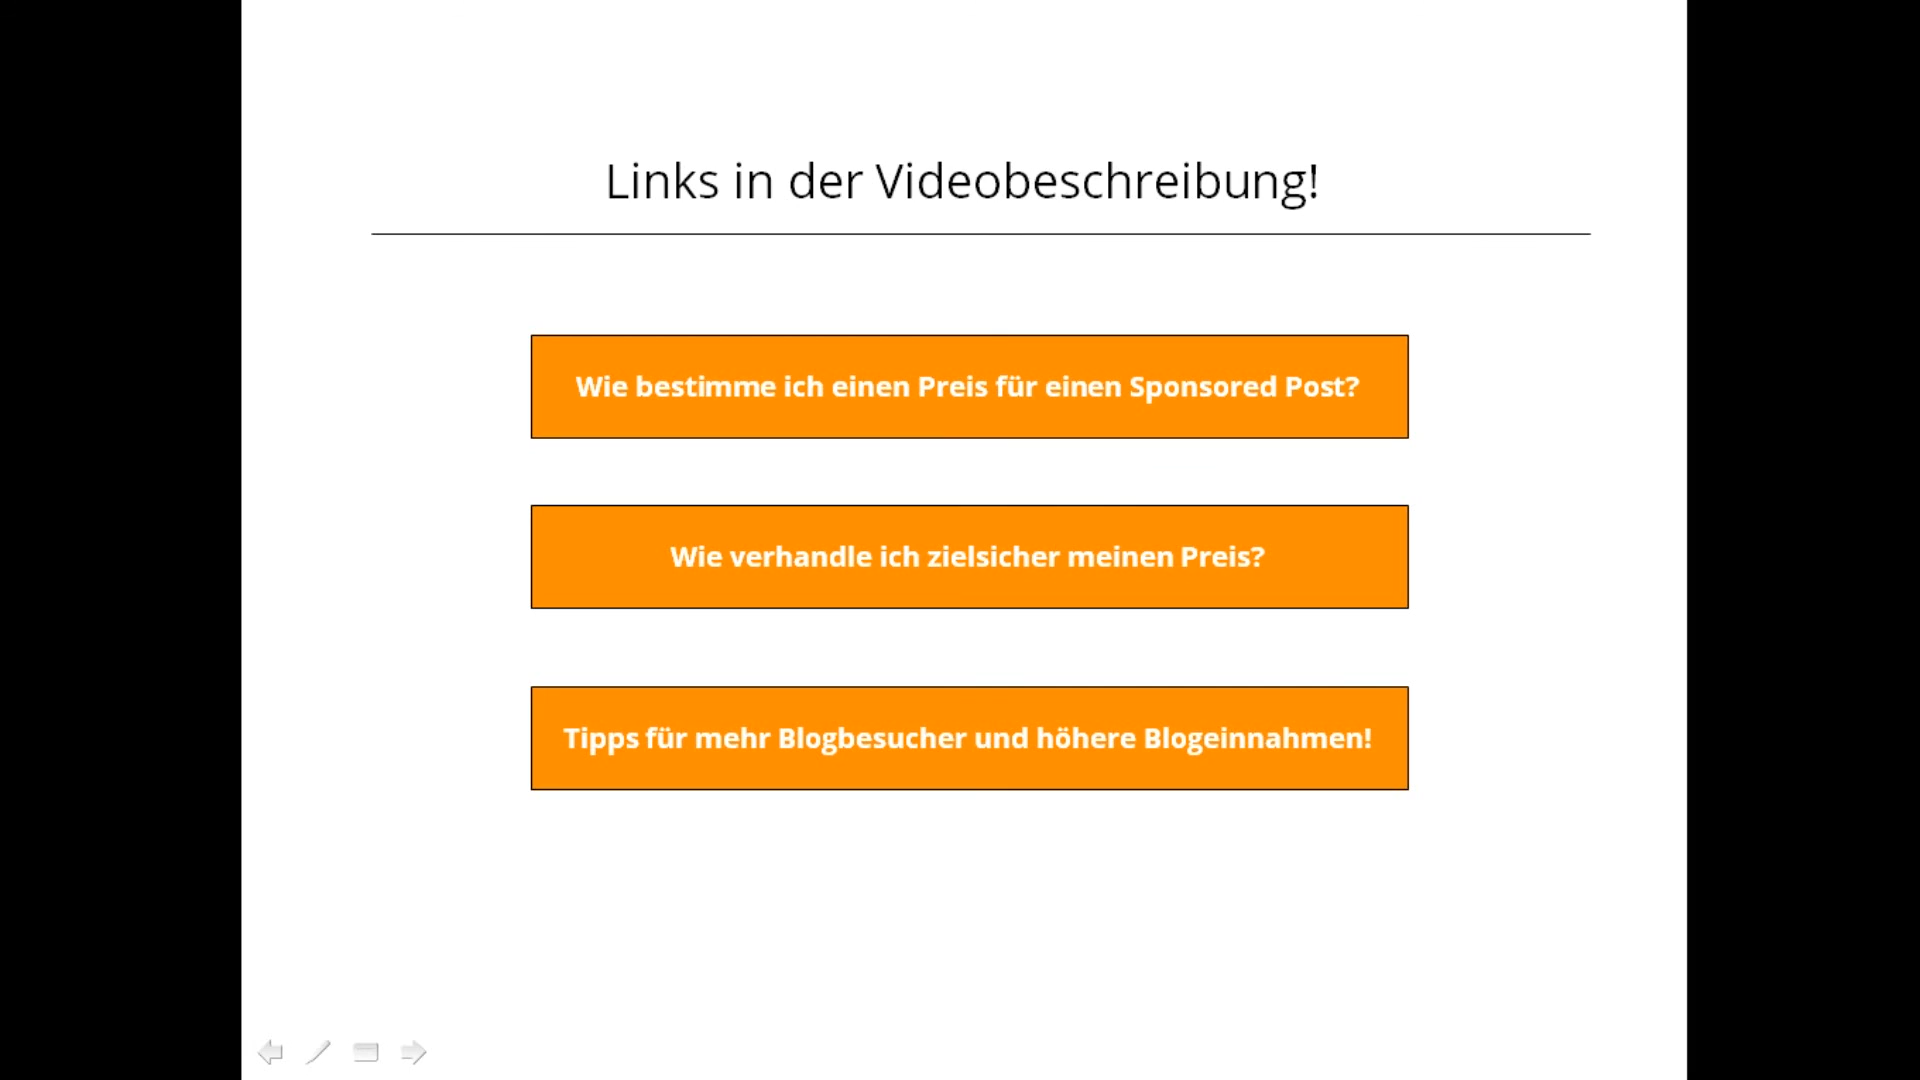 Links in der Videobeschreibung!
Wie bestimme ich einen Preis für einen Sponsored Post?
Wie verhandle ich zielsicher meinen Preis?
Tipps für mehr Blogbesucher und höhere Blogeinnahmen!